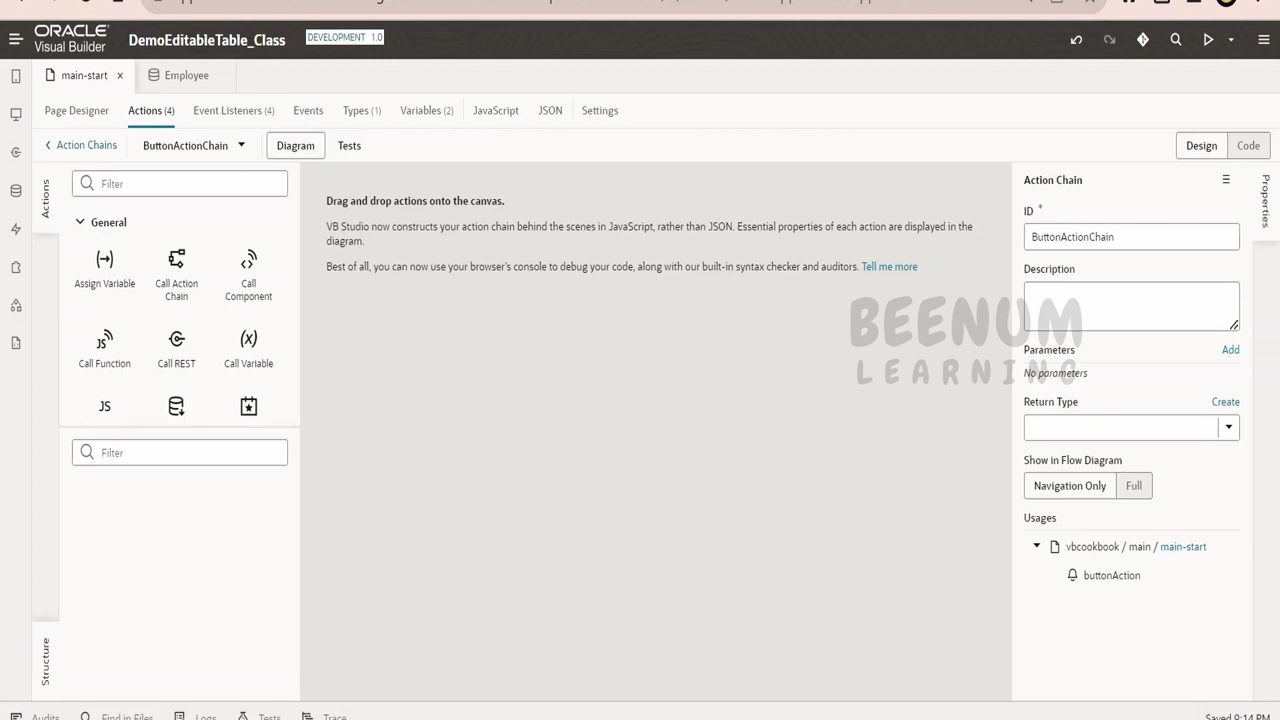 ORACLE
Visual Builder
DemoEditableTable_Class
DEVELOPMENT 1.0
main-start
Employee
Page Designer
Actions (4)
Event Listeners (4)
Events
Types (1)
Variables (2)
JavaScript
JSON
Settings
Action Chains
ButtonActionChain
Diagram
Tests
Design
Code
Actions
Filter
General
Assign Variable
Call Action
Chain
Call
Component
Call Function
Call REST
Call Variable
JS
Filter
Structure
Drag and drop actions onto the canvas.
VB Studio now constructs your action chain behind the scenes in JavaScript, rather than JSON. Essential properties of each action are displayed in the
diagram.
Best of all, you can now use your browser's console to debug your code, along with our built-in syntax checker and auditors. Tell me more
BEENUM
LEARNING
Action Chain
Properties
ID *
ButtonActionChain
Description
Parameters
Add
No parameters
Return Type
Create
Show in Flow Diagram
Navigation Only
Full
Usages
vbcookbook / main / main-start
buttonAction
Audits
Find in Files
Logs
Tests
Trace
Saved 9:14 PM